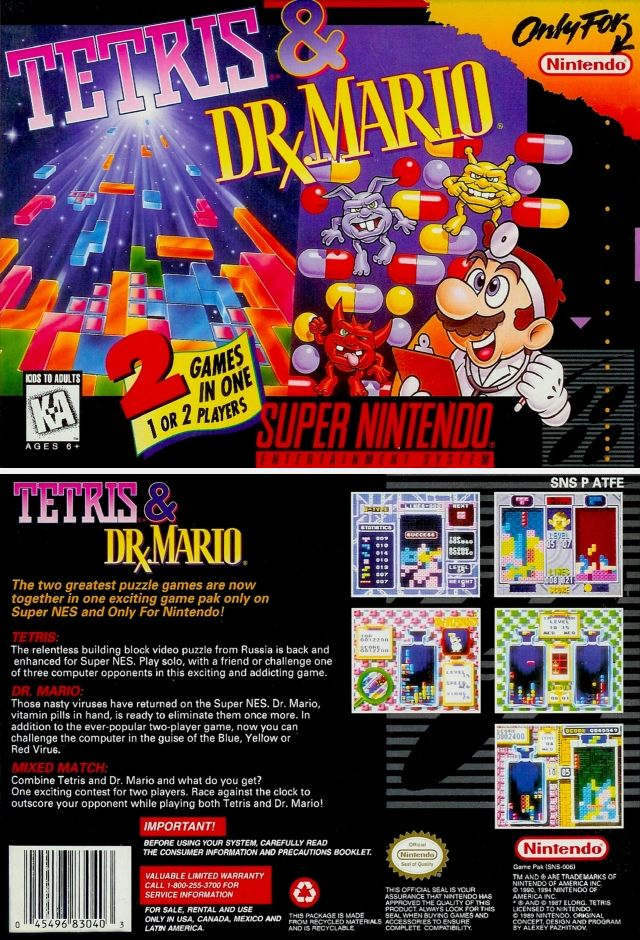 TETRIS &
DR. MARIO
Only For
Nintendo
KIDS TO ADULTS
K-A
AGES 6+
2 GAMES
IN ONE
1 OR 2 PLAYERS
SUPER NINTENDO
ENTERTAINMENT SYSTEM
SNS P ATFE
TETRIS &
DR. MARIO
The two greatest puzzle games are now
together in one exciting game pak only on
Super NES and Only For Nintendo!
TETRIS:
The relentless building block video puzzle from Russia is back and
enhanced for Super NES. Play solo, with a friend or challenge one
of three computer opponents in this exciting and addicting game.
DR. MARIO:
Those nasty viruses have returned on the Super NES. Dr. Mario,
vitamin pills in hand, is ready to eliminate them once more. In
addition to the ever-popular two-player game, now you can
challenge the computer in the guise of the Blue, Yellow or
Red Virus.
MIXED MATCH:
Combine Tetris and Dr. Mario and what do you get?
One exciting contest for two players. Race against the clock to
outscore your opponent while playing both Tetris and Dr. Mario!
STATISTICS
SUCCESS
NEXT
LEVEL
IMPORTANT!
BEFORE USING YOUR SYSTEM, CAREFULLY READ
THE CONSUMER INFORMATION AND PRECAUTIONS BOOKLET.
VALUABLE LIMITED WARRANTY
CALL 1-800-255-3700 FOR
SERVICE INFORMATION
FOR SALE, RENTAL AND USE
ONLY IN USA, CANADA, MEXICO AND
LATIN AMERICA.
0 45496 83040 3
THIS PACKAGE IS MADE
FROM RECYCLED MATERIALS
AND IS RECYCLABLE.
Official
Nintendo
Seal of Quality
THIS OFFICIAL SEAL IS YOUR
ASSURANCE THAT NINTENDO HAS
APPROVED THE QUALITY OF THIS
PRODUCT. ALWAYS LOOK FOR THIS
SEAL WHEN BUYING GAMES AND
ACCESSORIES TO ENSURE
COMPLETE COMPATIBILITY.
Nintendo
Game Pak (SNS-006)
TM AND ® ARE TRADEMARKS OF
NINTENDO OF AMERICA INC.
© 1990, 1994 NINTENDO OF
AMERICA INC.
* ® AND © 1987 ELORG. TETRIS
LICENSED TO NINTENDO.
© 1989 NINTENDO. ORIGINAL
CONCEPT, DESIGN AND PROGRAM
BY ALEXEY PAZHITNOV.